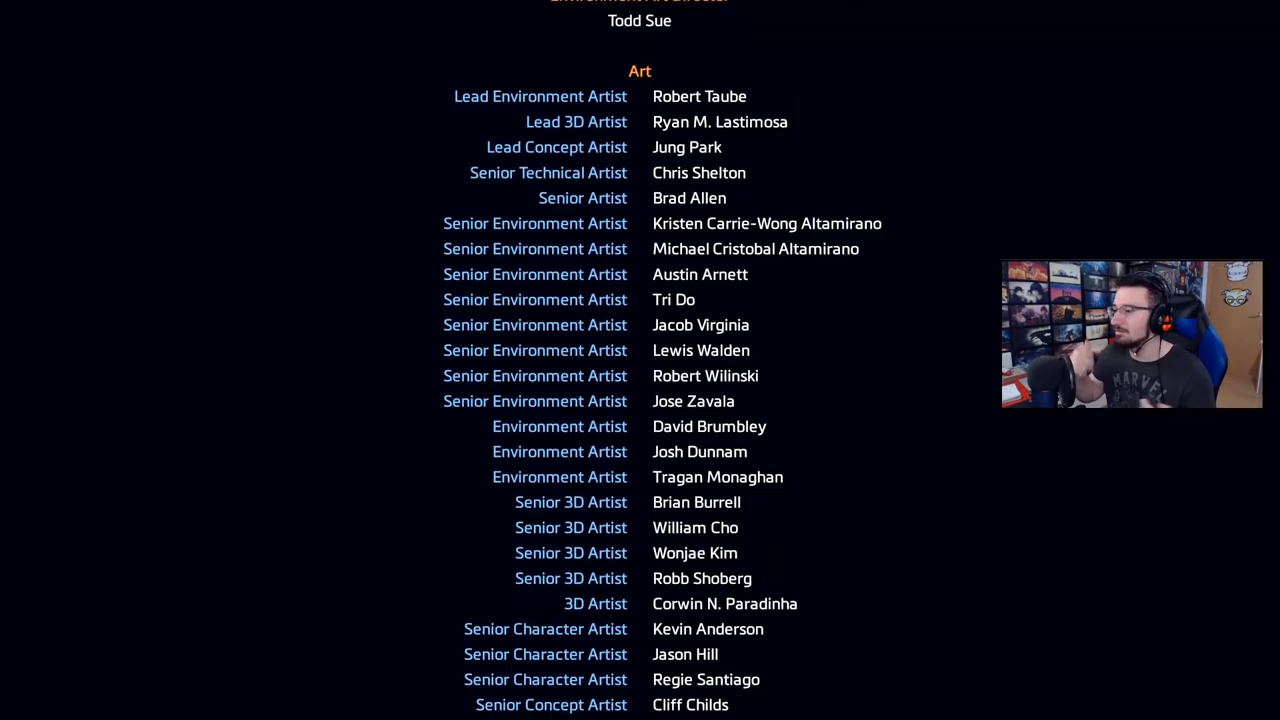 Environment Art Director
Todd Sue
Art
Lead Environment Artist Robert Taube
Lead 3D Artist Ryan M. Lastimosa
Lead Concept Artist Jung Park
Senior Technical Artist Chris Shelton
Senior Artist Brad Allen
Senior Environment Artist Kristen Carrie-Wong Altamirano
Senior Environment Artist Michael Cristobal Altamirano
Senior Environment Artist Austin Arnett
Senior Environment Artist Tri Do
Senior Environment Artist Jacob Virginia
Senior Environment Artist Lewis Walden
Senior Environment Artist Robert Wilinski
Senior Environment Artist Jose Zavala
Environment Artist David Brumbley
Environment Artist Josh Dunnam
Environment Artist Tragan Monaghan
Senior 3D Artist Brian Burrell
Senior 3D Artist William Cho
Senior 3D Artist Wonjae Kim
Senior 3D Artist Robb Shoberg
3D Artist Corwin N. Paradinha
Senior Character Artist Kevin Anderson
Senior Character Artist Jason Hill
Senior Character Artist Regie Santiago
Senior Concept Artist Cliff Childs
MARVEL